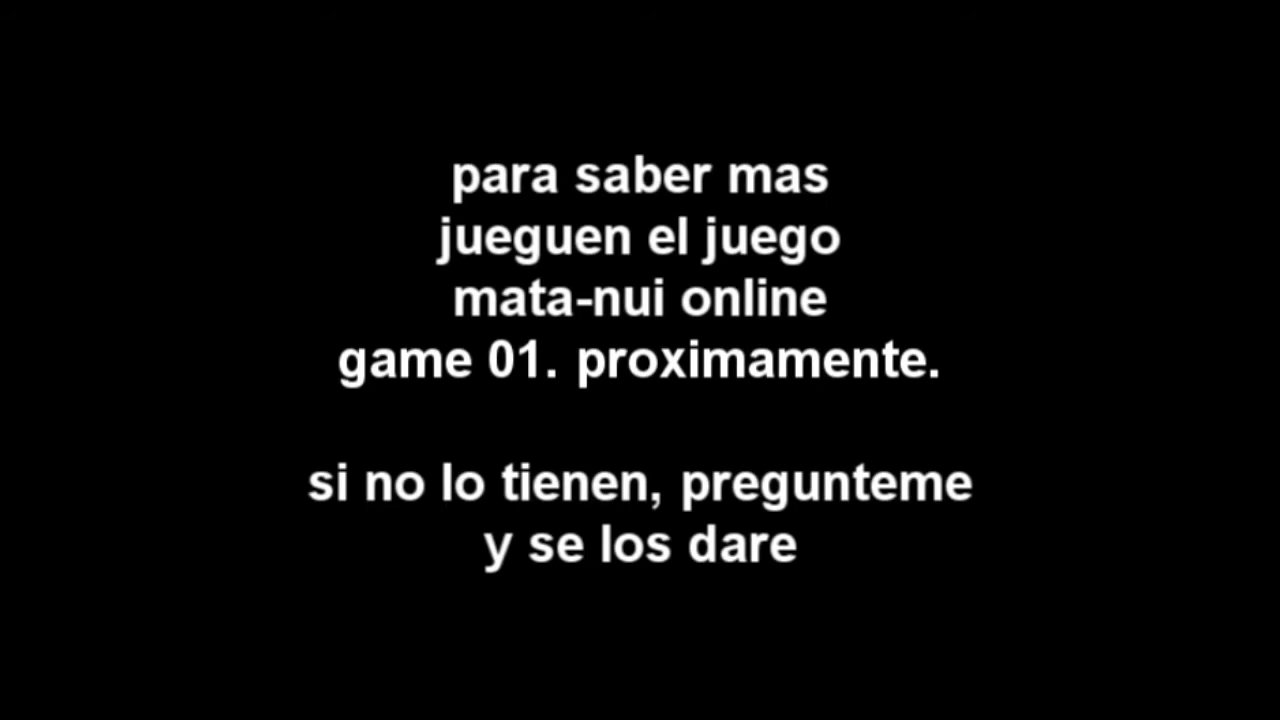 para saber mas
jueguen el juego
mata-nui online
game 01. proximamente.
si no lo tienen, pregunteme
y se los dare